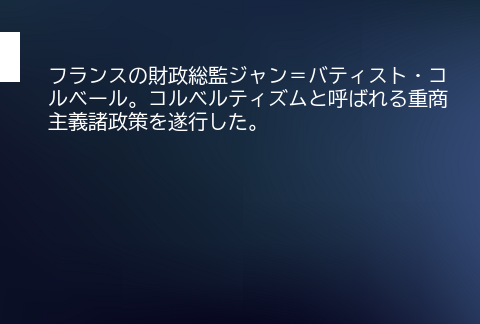 フランスの財政総監ジャン＝バティスト・コ
ルベール。コルベルティズムと呼ばれる重商
主義諸政策を遂行した。